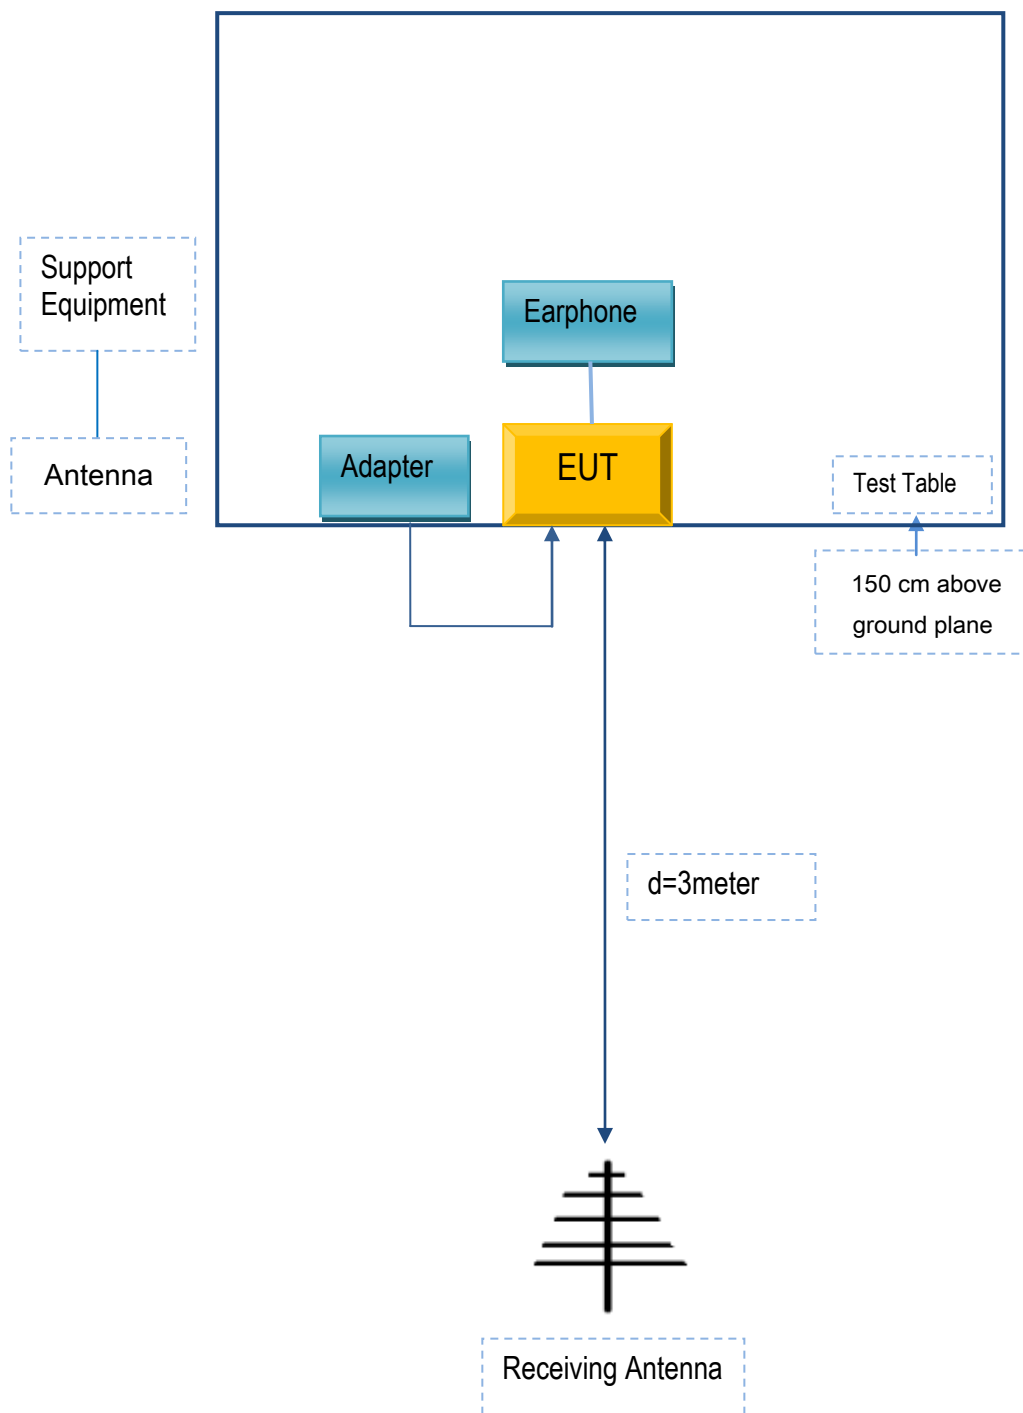 Support
Equipment
Antenna
Earphone
Adapter
EUT
Test Table
150 cm above
ground plane
d=3meter
Receiving Antenna